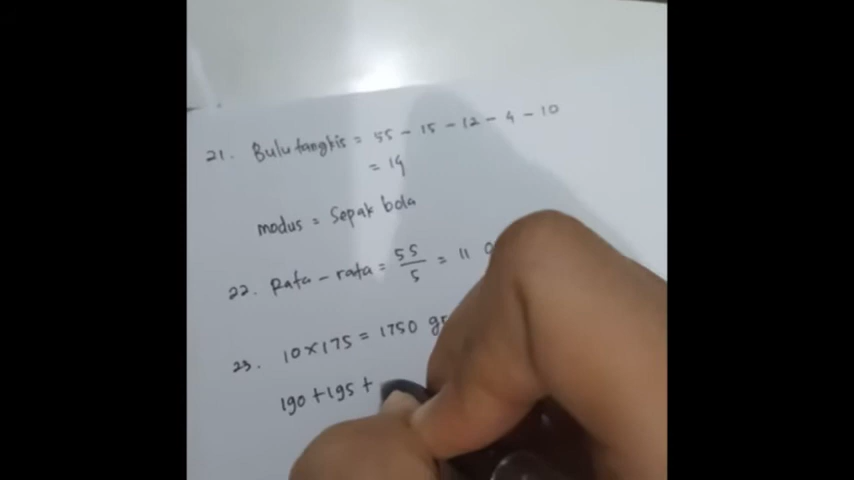 21. Bulu tangkis = 55 - 15 - 12 - 4 - 10
= 14
modus = Sepak bola
22. Rata - rata = 55/5 = 11
23. 10 x 175 = 1750
190 + 195 +